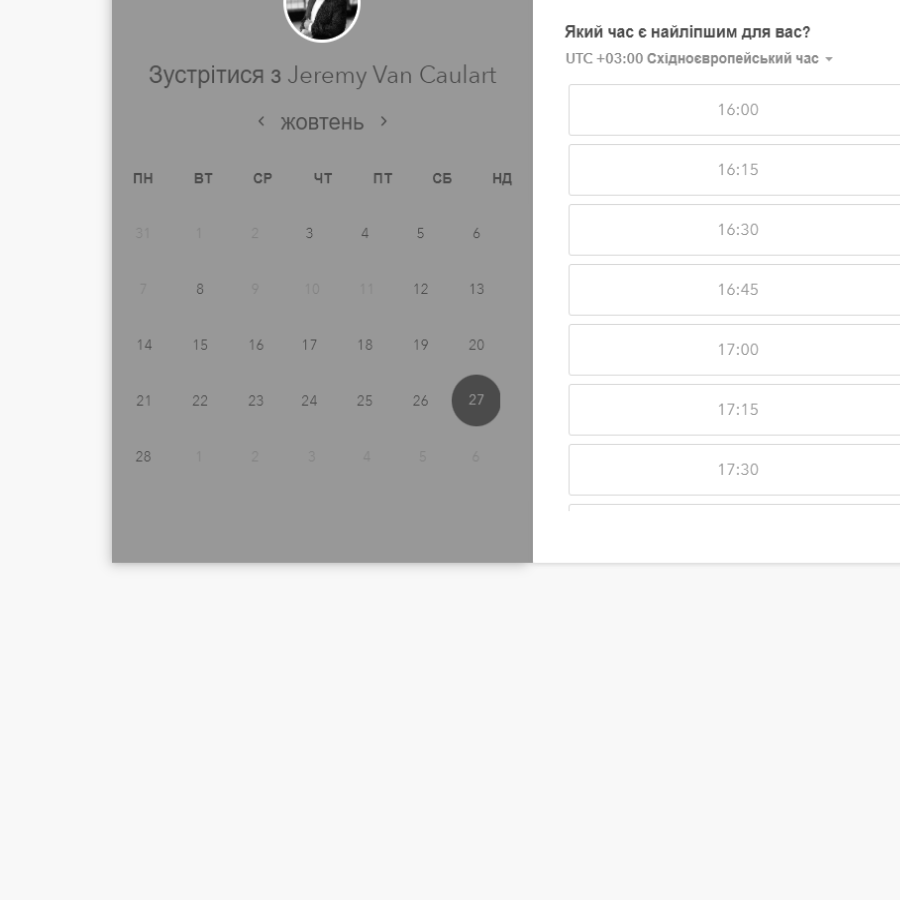 Зустрітися з Jeremy Van Caulart
жовтень
ПН ВТ СР ЧТ ПТ СБ НД
31 1 2 3 4 5 6
7 8 9 10 11 12 13
14 15 16 17 18 19 20
21 22 23 24 25 26 27
28 1 2 3 4 5 6
Який час є найліпшим для вас?
UTC +03:00 Східноєвропейський час
16:00
16:15
16:30
16:45
17:00
17:15
17:30